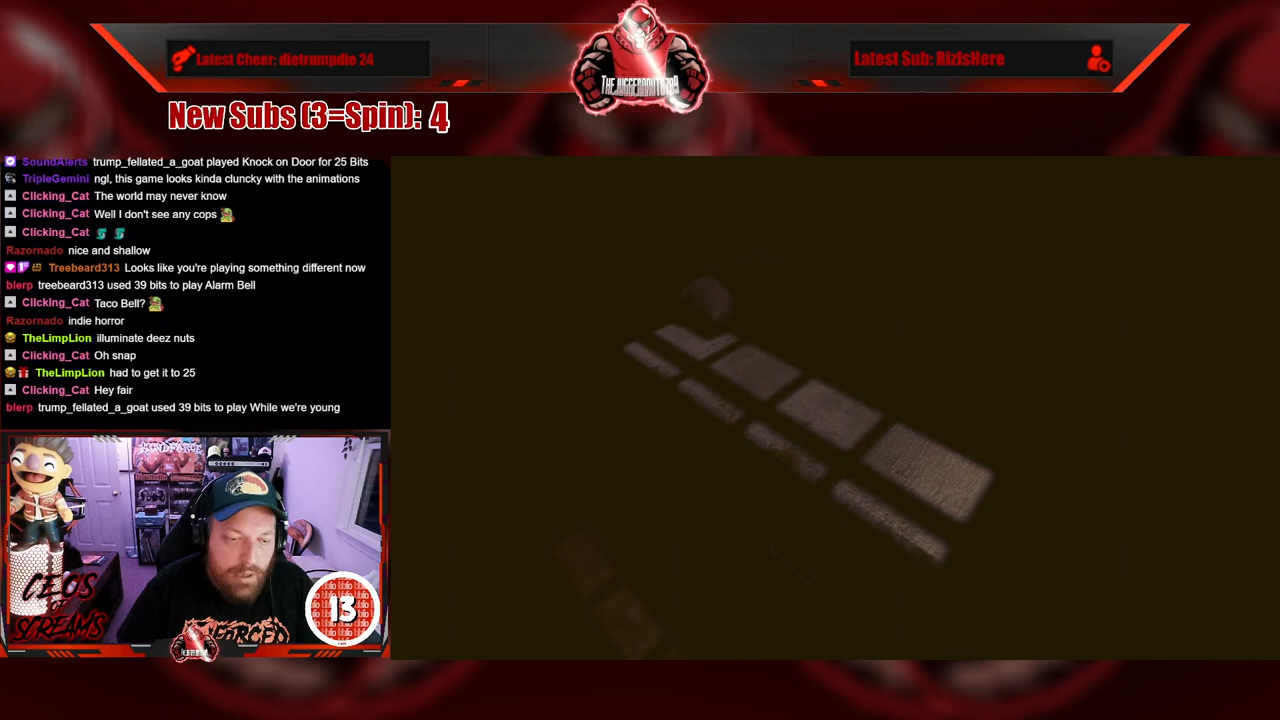 Latest Cheer: dietrumpdie 24
THEJUGGERNAUT0289
Latest Sub: RizIsHere
New Subs (3=Spin): 4
SoundAlerts trump_fellated_a_goat played Knock on Door for 25 Bits
TripleGemini ngl, this game looks kinda cluncky with the animations
Clicking_Cat The world may never know
Clicking_Cat Well I don't see any cops
Clicking_Cat
Razornado nice and shallow
Treebeard313 Looks like you're playing something different now
blerp treebeard313 used 39 bits to play Alarm Bell
Clicking_Cat Taco Bell?
Razornado indie horror
TheLimpLion illuminate deez nuts
Clicking_Cat Oh snap
TheLimpLion had to get it to 25
Clicking_Cat Hey fair
blerp trump_fellated_a_goat used 39 bits to play While we're young
CEO'S
OF
SCREAMS
13